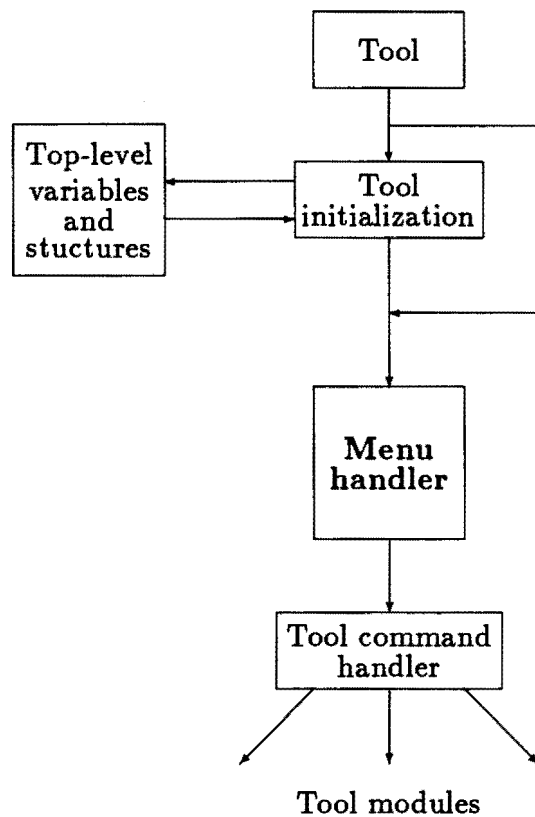 Tool
Top-level
variables
and
stuctures
Tool
initialization
Menu
handler
Tool command
handler
Tool modules